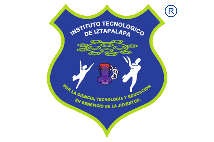 INSTITUTO TECNOLOGICO
DE IZTAPALAPA
POR LA CIENCIA, TECNOLOGIA Y EDUCACION
EN BENEFICIO DE LA JUVENTUD
®